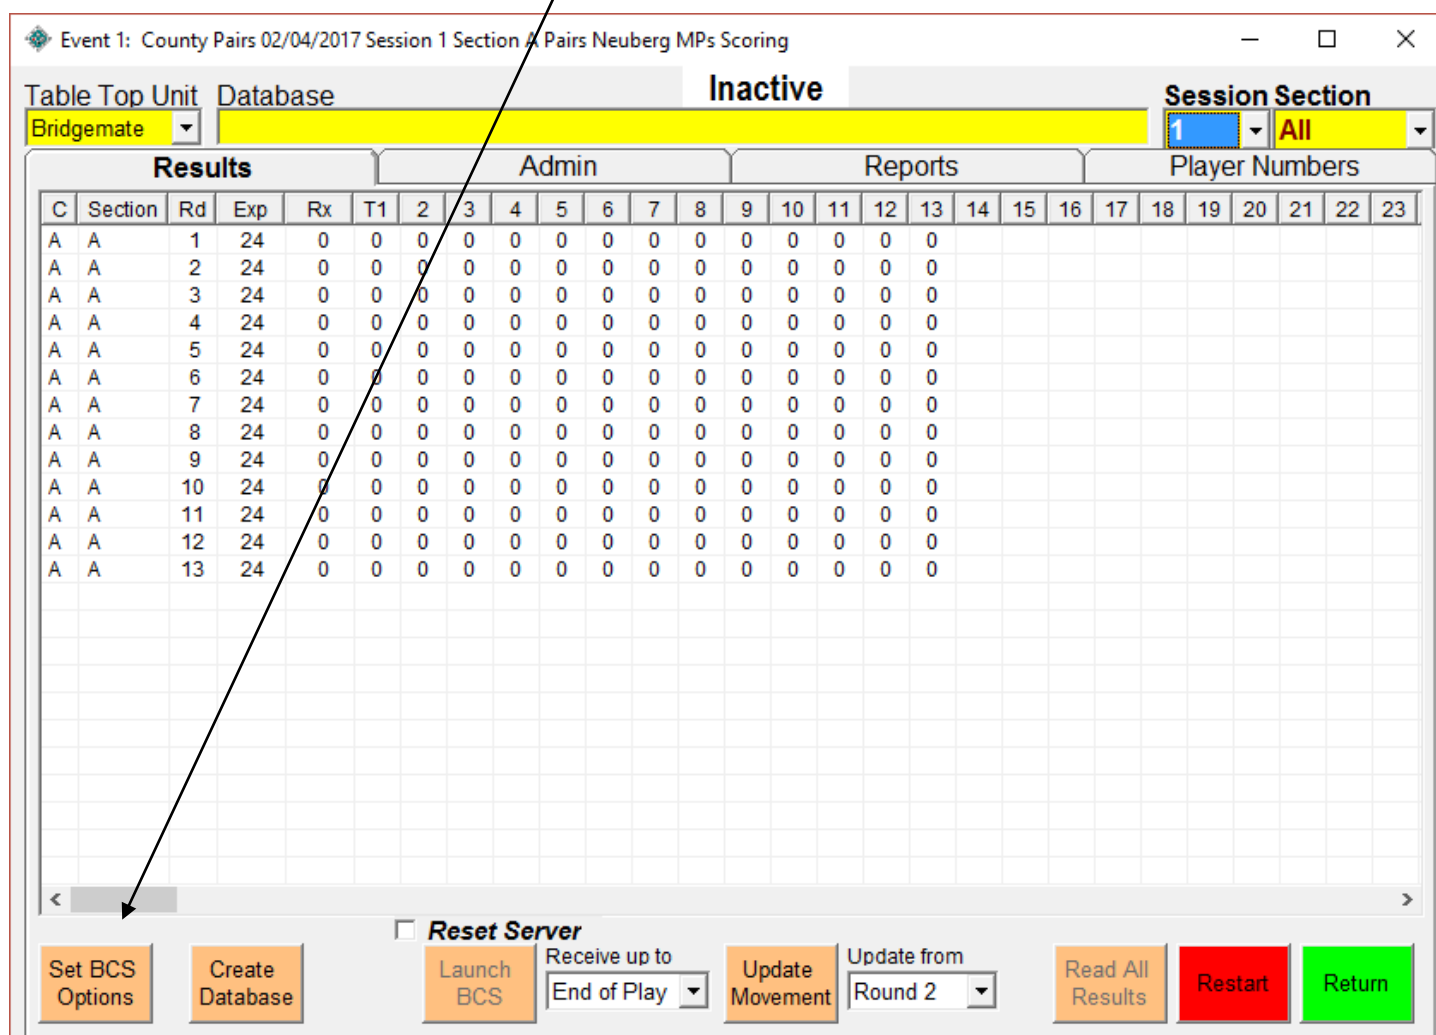 Event 1: County Pairs 02/04/2017 Session 1 Section A Pairs Neuberg MPs Scoring
Inactive
Table Top Unit Database Session Section
Bridgemate 1 All
Results Admin Reports Player Numbers
C Section Rd Exp Rx T1 2 3 4 5 6 7 8 9 10 11 12 13 14 15 16 17 18 19 20 21 22 23
A A 1 24 0 0 0 0 0 0 0 0 0 0 0 0 0 0
A A 2 24 0 0 0 0 0 0 0 0 0 0 0 0 0 0
A A 3 24 0 0 0 0 0 0 0 0 0 0 0 0 0 0
A A 4 24 0 0 0 0 0 0 0 0 0 0 0 0 0 0
A A 5 24 0 0 0 0 0 0 0 0 0 0 0 0 0 0
A A 6 24 0 0 0 0 0 0 0 0 0 0 0 0 0 0
A A 7 24 0 0 0 0 0 0 0 0 0 0 0 0 0 0
A A 8 24 0 0 0 0 0 0 0 0 0 0 0 0 0 0
A A 9 24 0 0 0 0 0 0 0 0 0 0 0 0 0 0
A A 10 24 0 0 0 0 0 0 0 0 0 0 0 0 0 0
A A 11 24 0 0 0 0 0 0 0 0 0 0 0 0 0 0
A A 12 24 0 0 0 0 0 0 0 0 0 0 0 0 0 0
A A 13 24 0 0 0 0 0 0 0 0 0 0 0 0 0 0
Reset Server
Set BCS
Options
Create
Database
Launch
BCS
Receive up to
End of Play
Update
Movement
Update from
Round 2
Read All
Results
Restart
Return